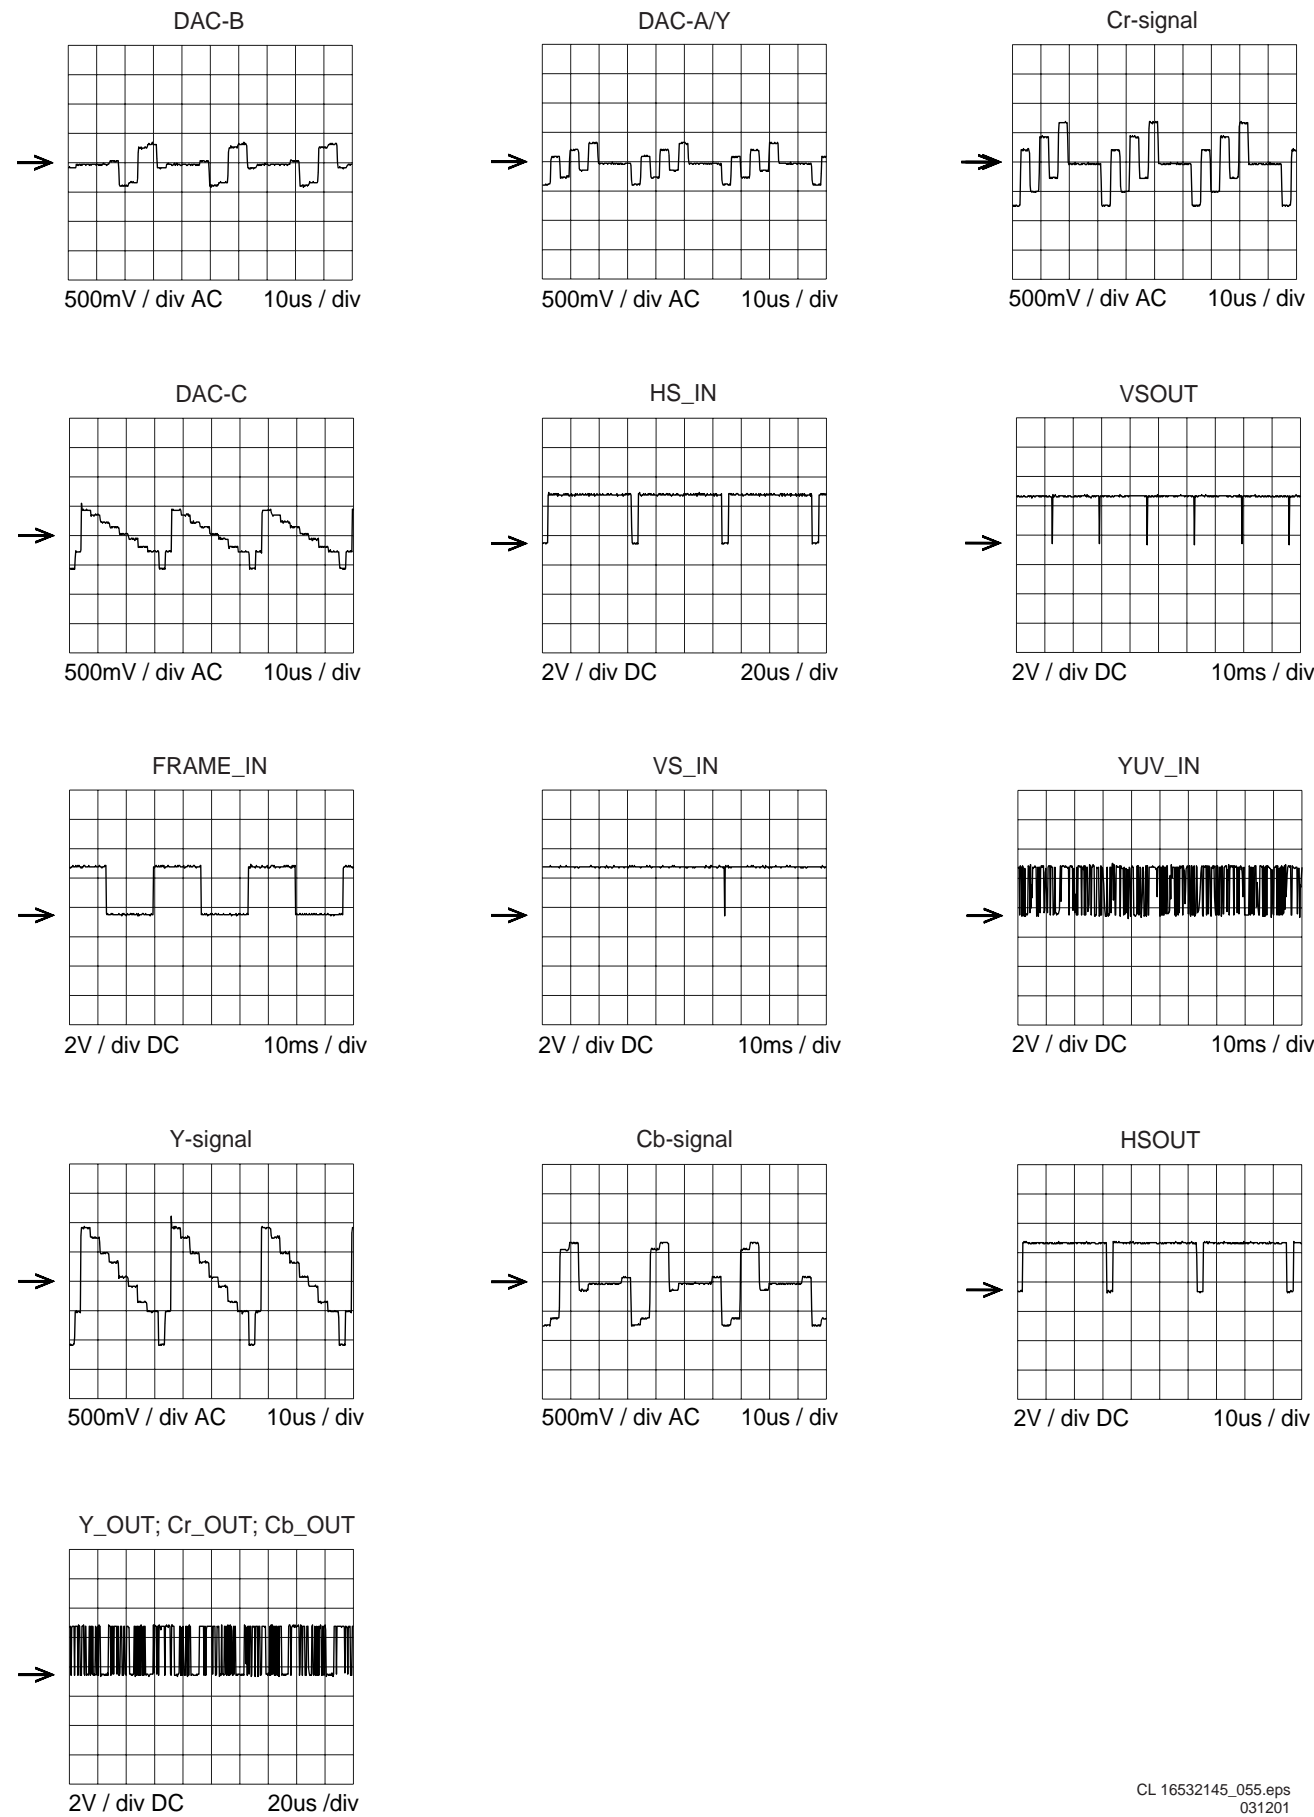 DAC-B
DAC-A/Y
Cr-signal
500mV / div AC 10us / div
500mV / div AC 10us / div
500mV / div AC 10us / div
DAC-C
HS_IN
VSOUT
500mV / div AC 10us / div
2V / div DC 20us / div
2V / div DC 10ms / div
FRAME_IN
VS_IN
YUV_IN
2V / div DC 10ms / div
2V / div DC 10ms / div
2V / div DC 10ms / div
Y-signal
Cb-signal
HSOUT
500mV / div AC 10us / div
500mV / div AC 10us / div
2V / div DC 10us / div
Y_OUT; Cr_OUT; Cb_OUT
2V / div DC 20us /div
CL 16532145_055.eps
031201